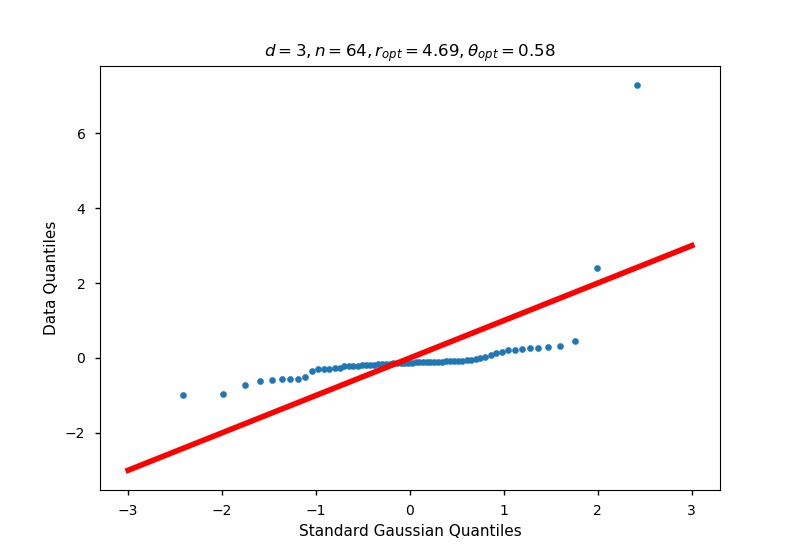 d = 3, n = 64, r_opt = 4.69, θ_opt = 0.58
Data Quantiles
6
4
2
0
−2
−3 −2 −1 0 1 2 3
Standard Gaussian Quantiles